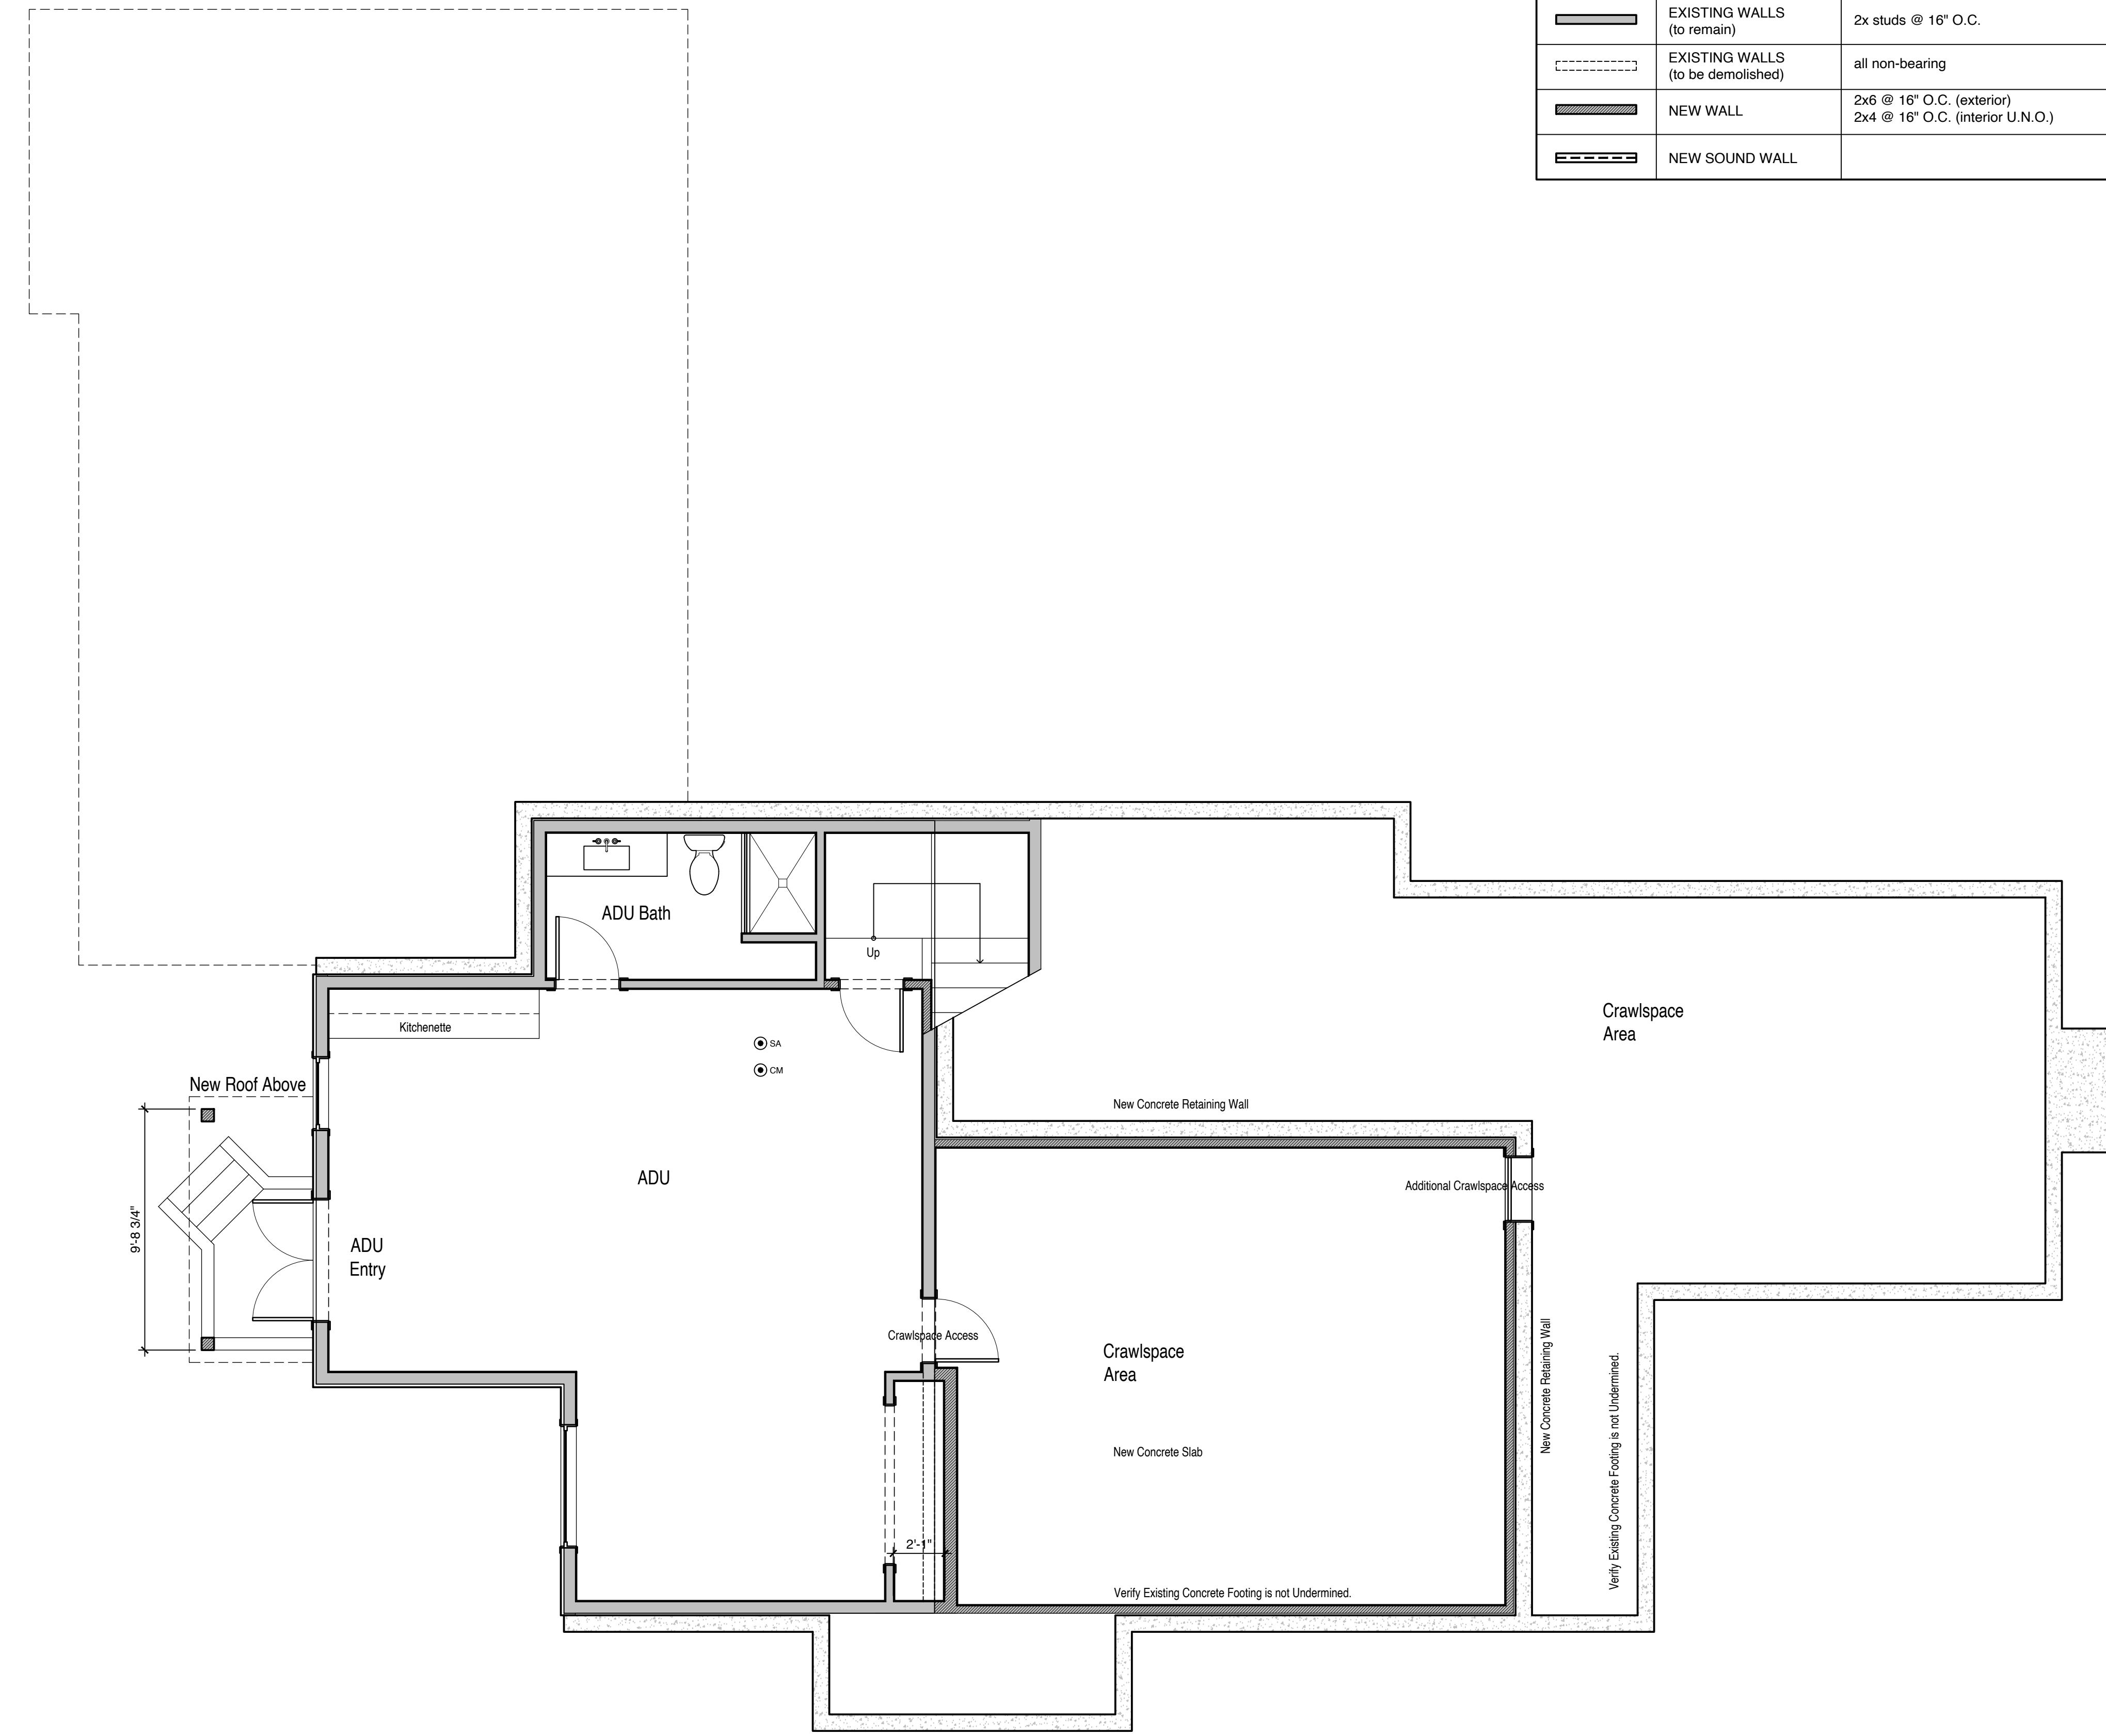 EXISTING WALLS
(to remain)
2x studs @ 16" O.C.
EXISTING WALLS
(to be demolished)
all non-bearing
NEW WALL
2x6 @ 16" O.C. (exterior)
2x4 @ 16" O.C. (interior U.N.O.)
NEW SOUND WALL
ADU Bath
Up
Kitchenette
SA
CM
Crawlspace
Area
New Roof Above
New Concrete Retaining Wall
ADU
Additional Crawlspace Access
9'-8 3/4"
ADU
Entry
Crawlspace Access
Crawlspace
Area
New Concrete Retaining Wall
Verify Existing Concrete Footing is not Undermined.
New Concrete Slab
2'-1"
Verify Existing Concrete Footing is not Undermined.